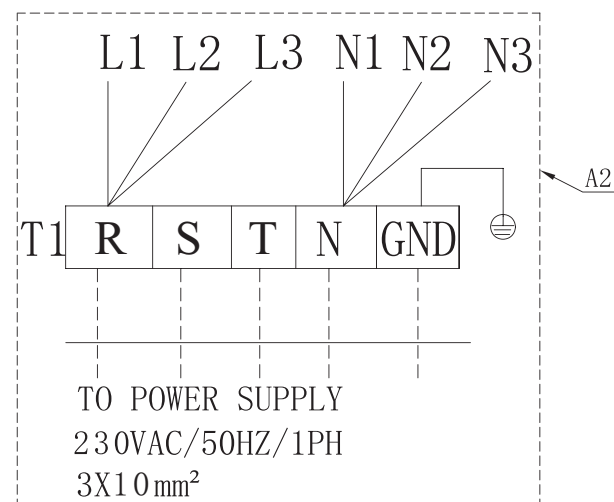 L1 L2 L3 N1 N2 N3
A2
T1 R S T N GND
TO POWER SUPPLY
230VAC/50HZ/1PH
3X10mm²